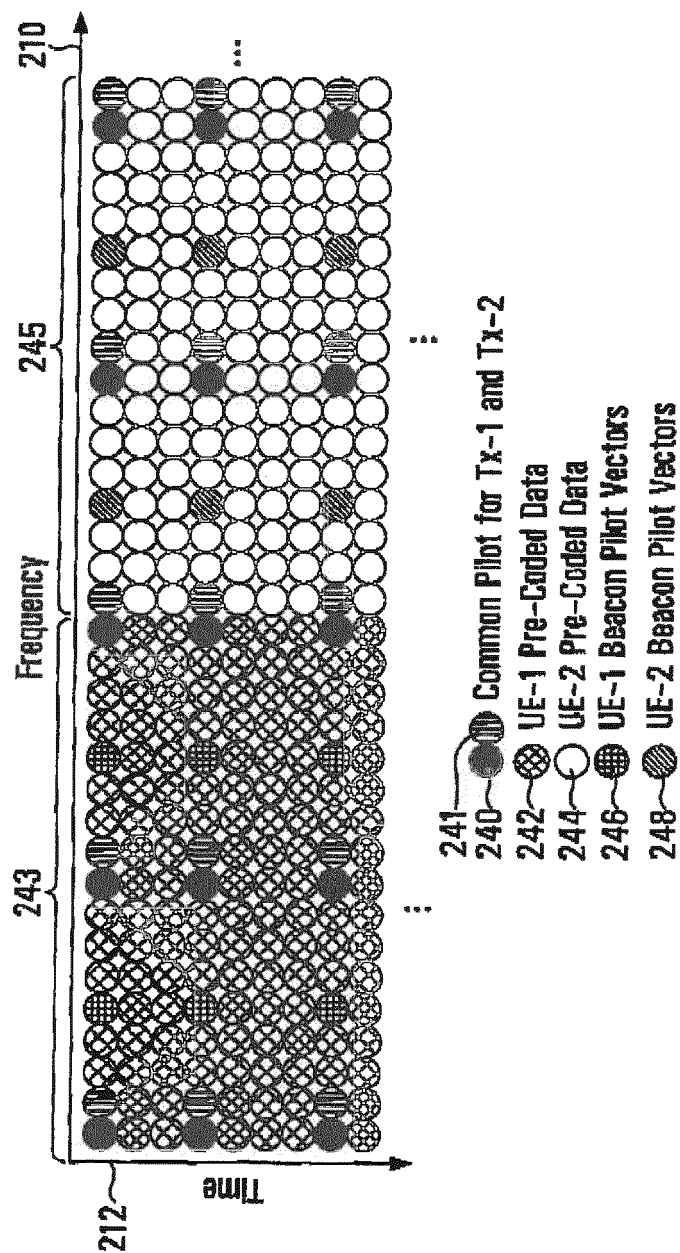 Frequency
210
243
245
...
212
Time
...
...
241
240 Common Pilot for Tx-1 and Tx-2
242 UE-1 Pre-Coded Data
244 UE-2 Pre-Coded Data
246 UE-1 Beacon Pilot Vectors
248 UE-2 Beacon Pilot Vectors